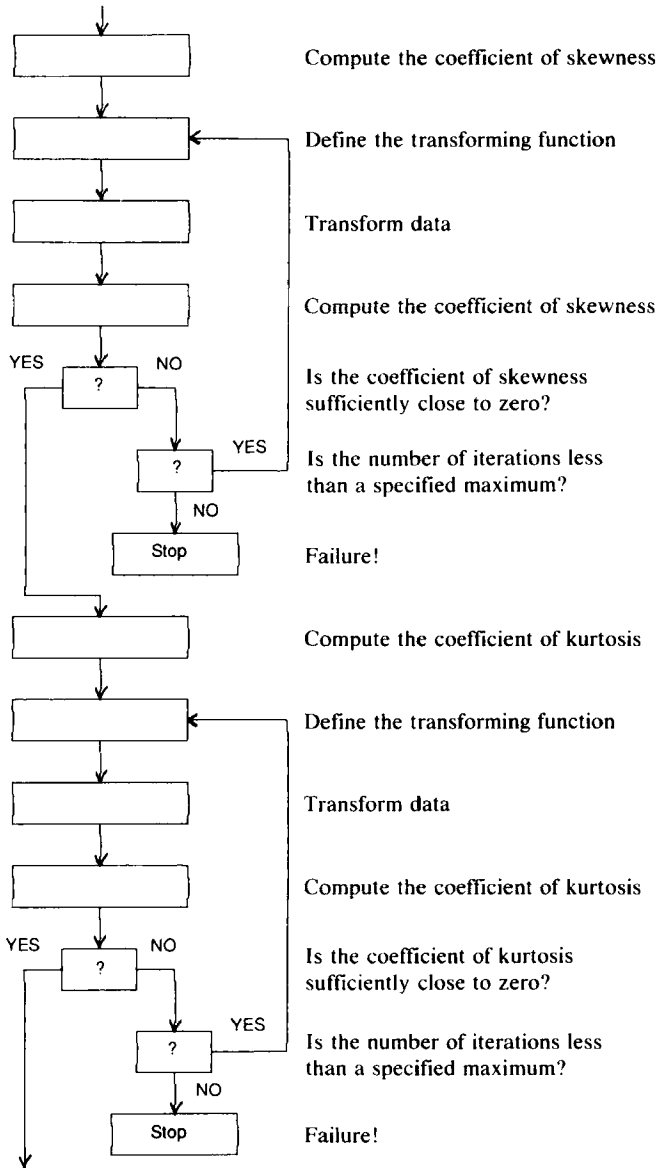 Compute the coefficient of skewness
Define the transforming function
Transform data
Compute the coefficient of skewness
YES
NO
?
Is the coefficient of skewness
sufficiently close to zero?
YES
?
Is the number of iterations less
than a specified maximum?
NO
Stop
Failure!
Compute the coefficient of kurtosis
Define the transforming function
Transform data
Compute the coefficient of kurtosis
YES
NO
?
Is the coefficient of kurtosis
sufficiently close to zero?
YES
?
Is the number of iterations less
than a specified maximum?
NO
Stop
Failure!